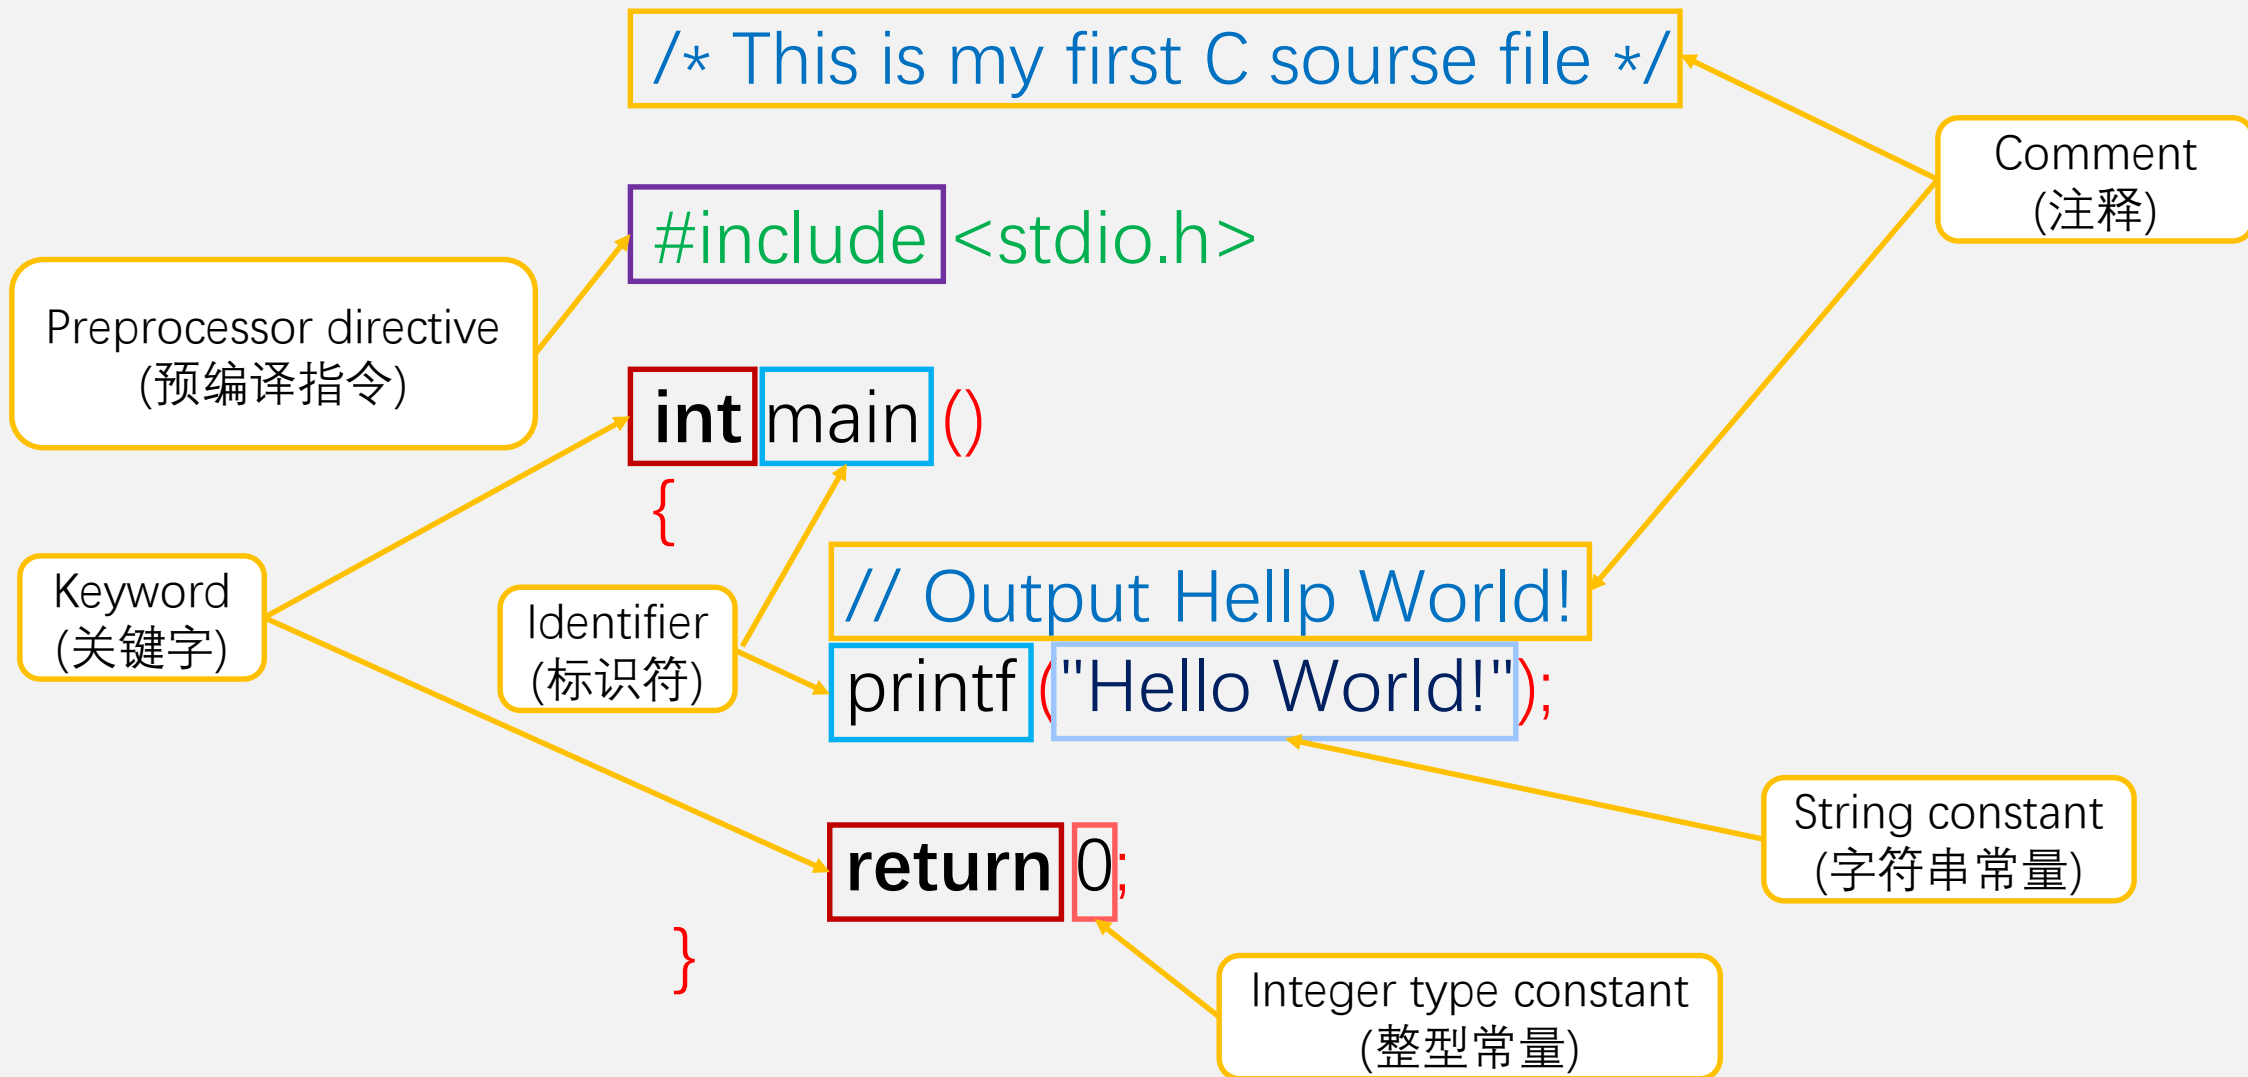 /* This is my first C sourse file */
Comment
(注释)
#include <stdio.h>
Preprocessor directive
(预编译指令)
int main ()
{
Keyword
(关键字)
Identifier
(标识符)
// Output Hellp World!
printf ("Hello World!");
String constant
(字符串常量)
return 0;
}
Integer type constant
(整型常量)